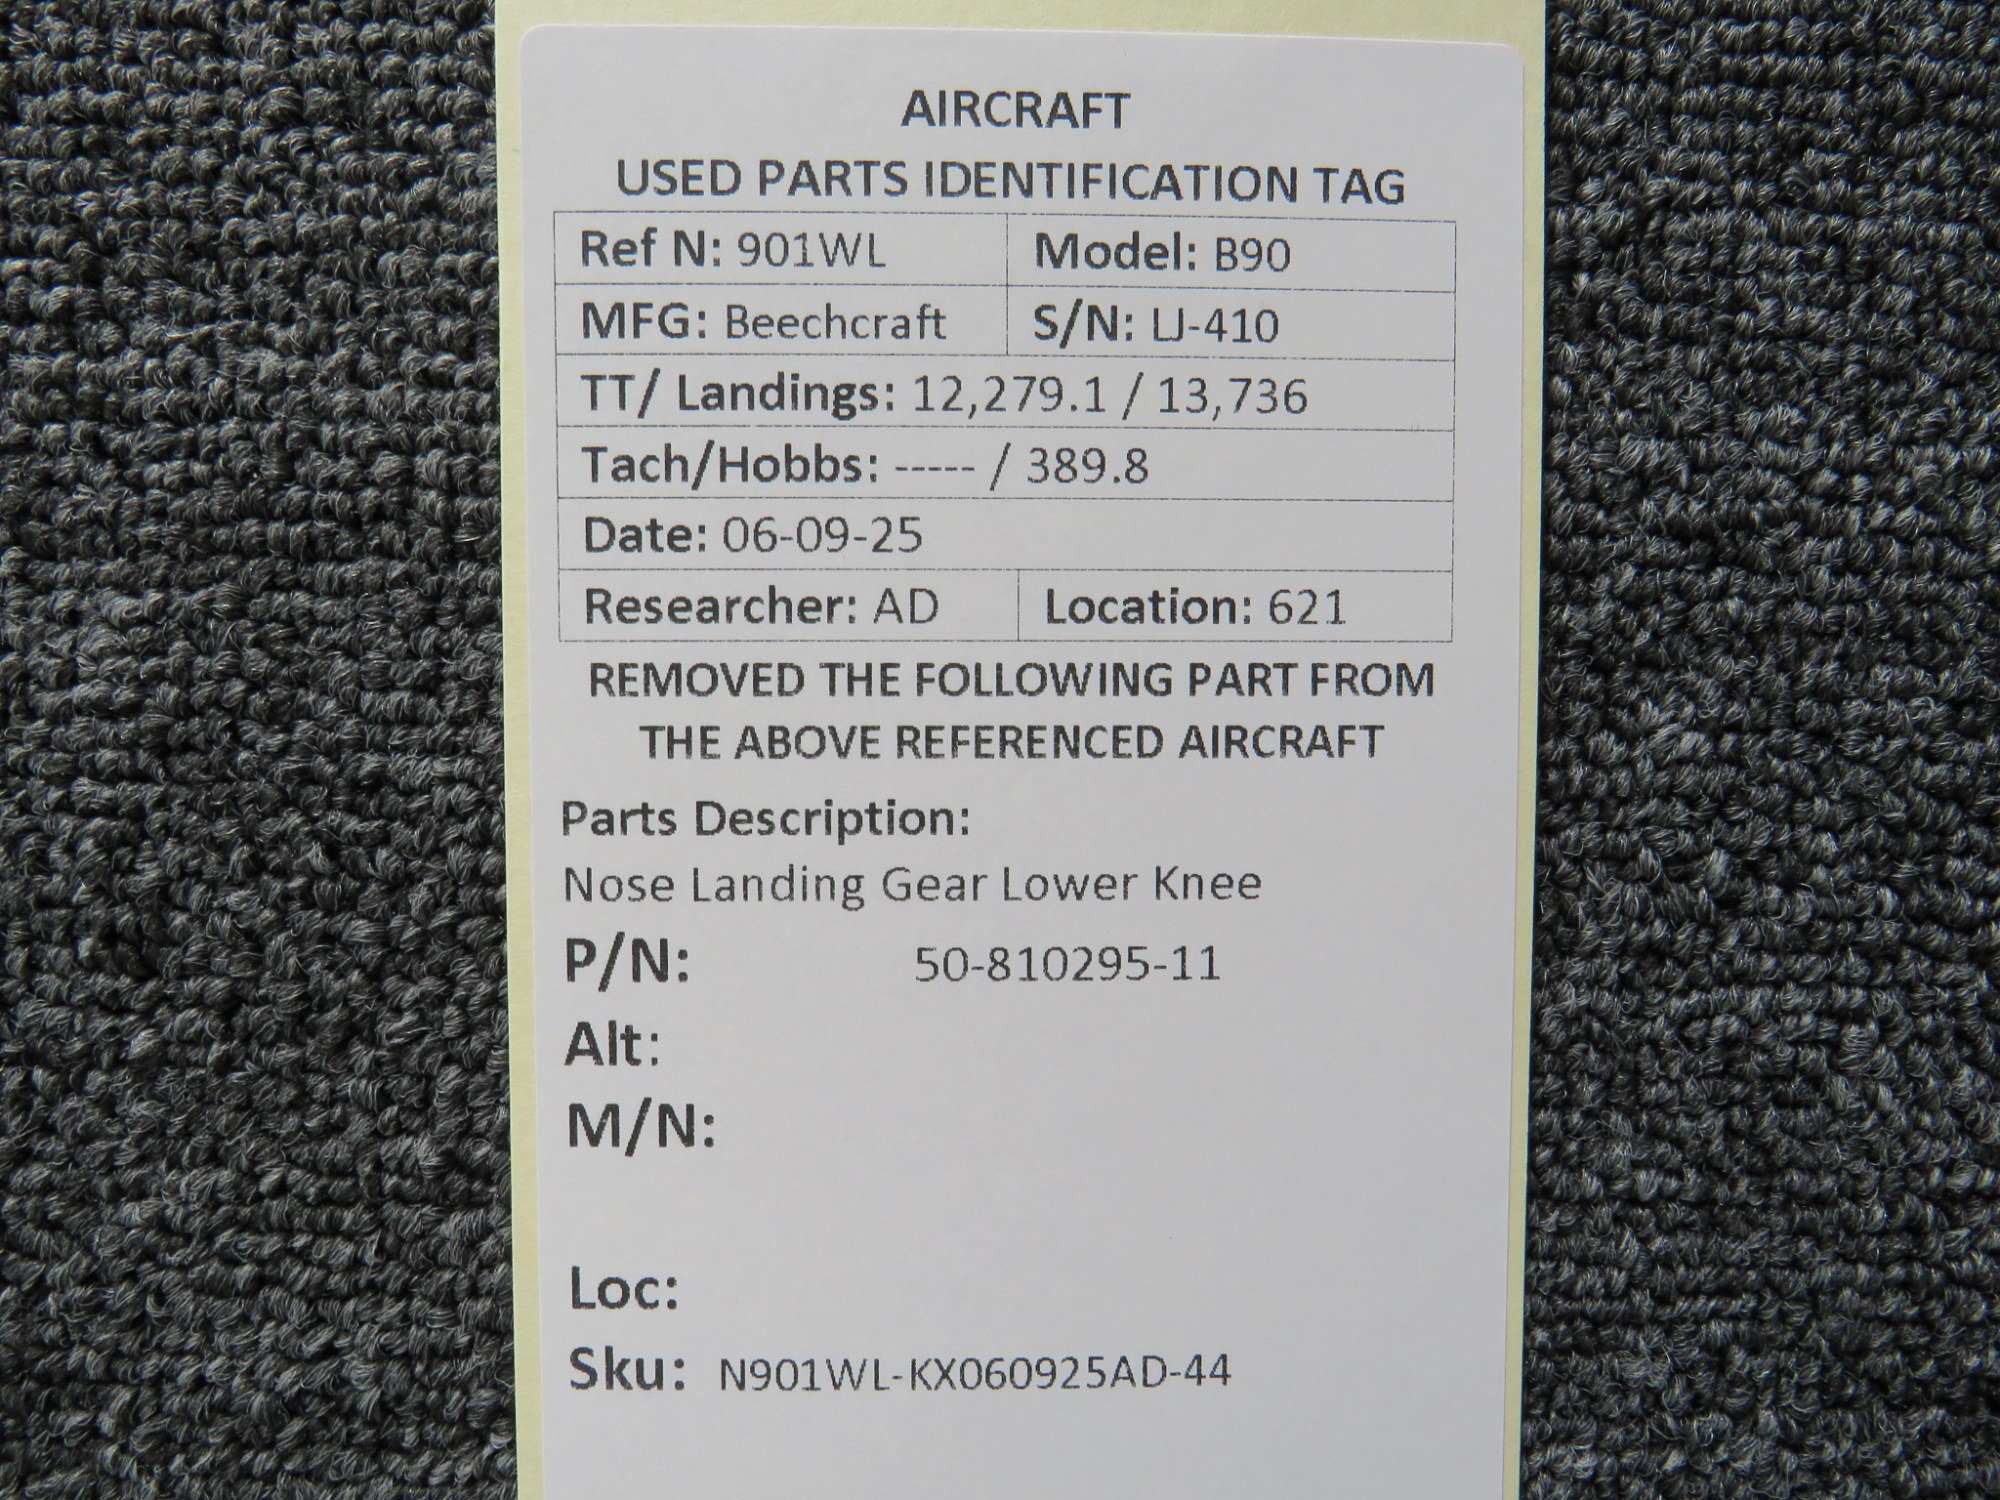 AIRCRAFT
USED PARTS IDENTIFICATION TAG
Ref N: 901WL Model: B90
MFG: Beechcraft S/N: LJ-410
TT/ Landings: 12,279.1 / 13,736
Tach/Hobbs: ----- / 389.8
Date: 06-09-25
Researcher: AD Location: 621
REMOVED THE FOLLOWING PART FROM
THE ABOVE REFERENCED AIRCRAFT
Parts Description:
Nose Landing Gear Lower Knee
P/N: 50-810295-11
Alt:
M/N:
Loc:
Sku: N901WL-KX060925AD-44